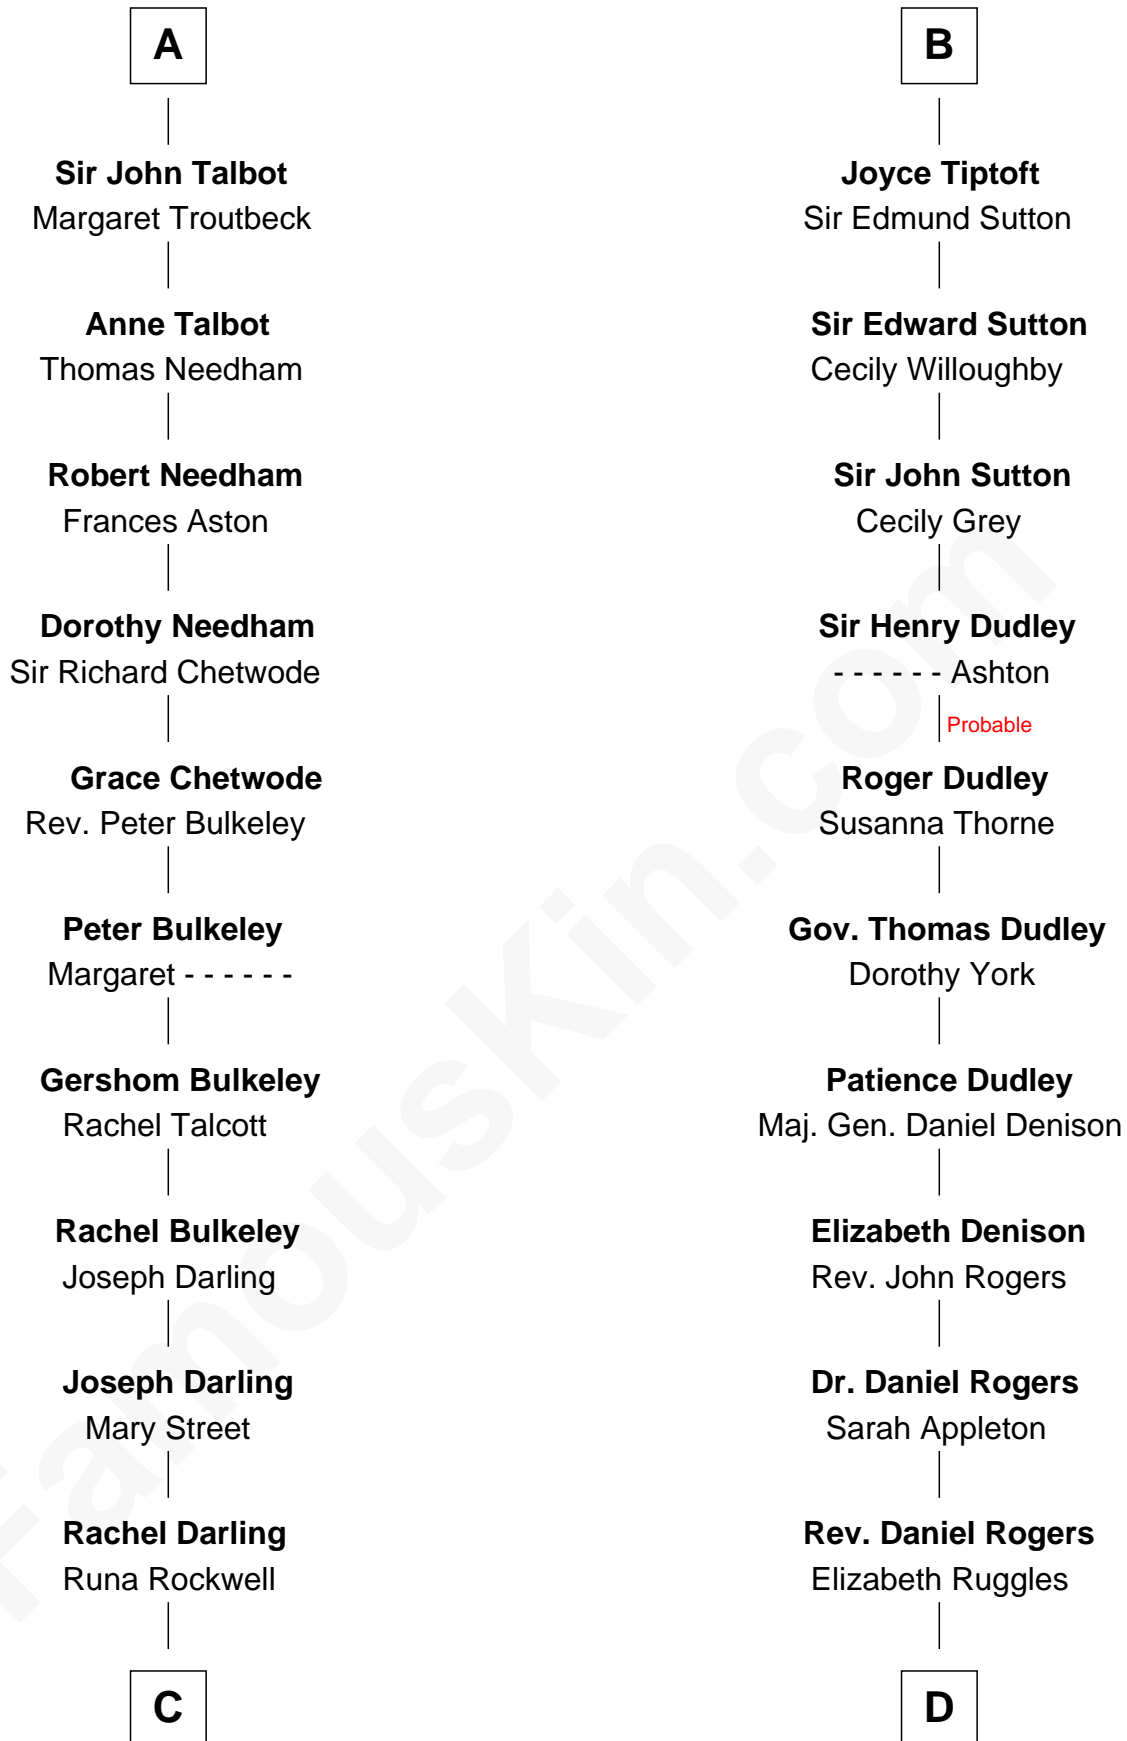 A
Sir John Talbot
Margaret Troutbeck
Anne Talbot
Thomas Needham
Robert Needham
Frances Aston
Dorothy Needham
Sir Richard Chetwode
Grace Chetwode
Rev. Peter Bulkeley
Peter Bulkeley
Margaret - - - - - -
Gershom Bulkeley
Rachel Talcott
Rachel Bulkeley
Joseph Darling
Joseph Darling
Mary Street
Rachel Darling
Runa Rockwell
C
B
Joyce Tiptoft
Sir Edmund Sutton
Sir Edward Sutton
Cecily Willoughby
Sir John Sutton
Cecily Grey
Sir Henry Dudley
- - - - - - Ashton
Probable
Roger Dudley
Susanna Thorne
Gov. Thomas Dudley
Dorothy York
Patience Dudley
Maj. Gen. Daniel Denison
Elizabeth Denison
Rev. John Rogers
Dr. Daniel Rogers
Sarah Appleton
Rev. Daniel Rogers
Elizabeth Ruggles
D
FamousKin.com